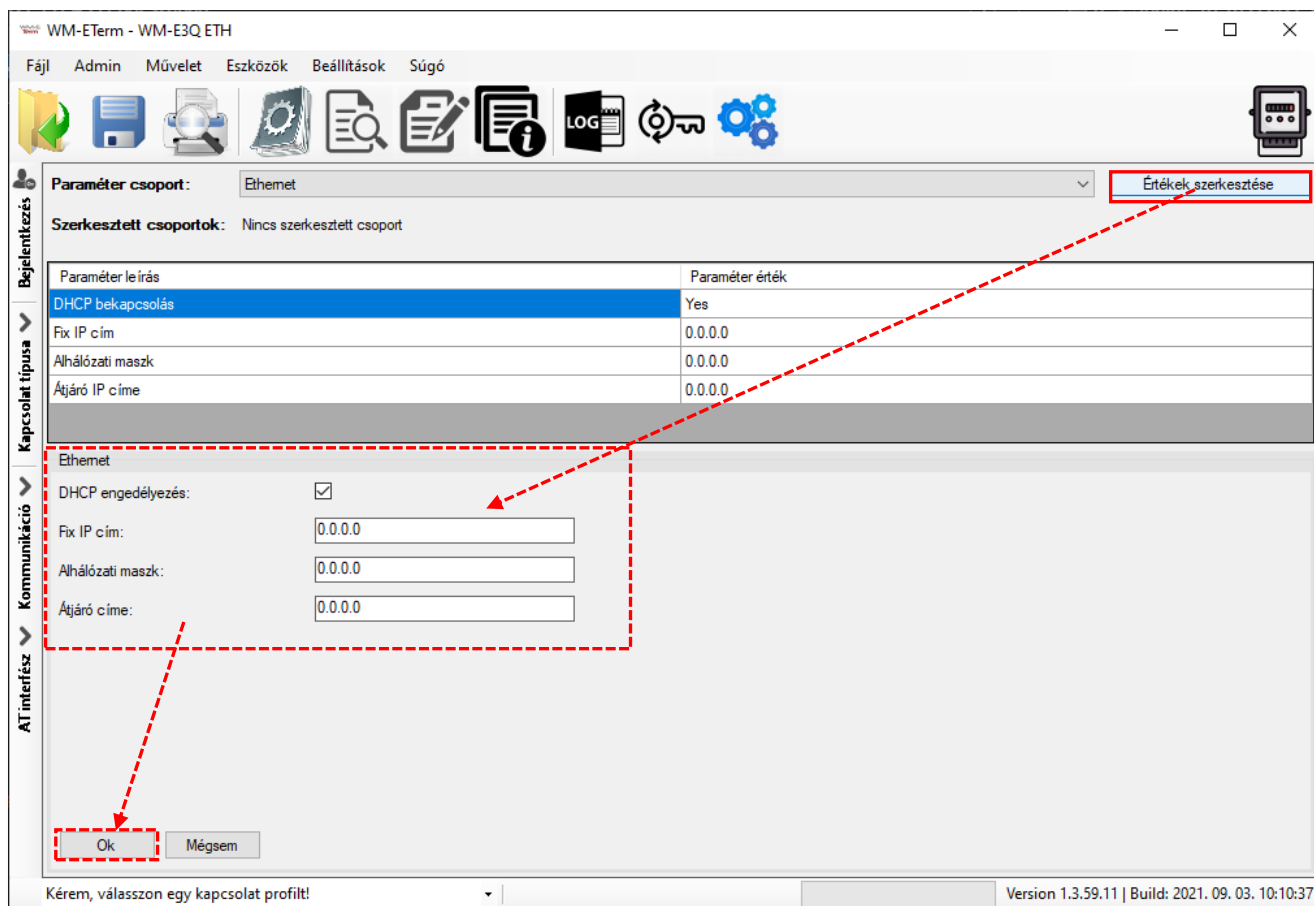 WM-ETerm - WM-E3Q ETH
Fájl Admin Művelet Eszközök Beállítások Súgó
LOG
Bejelentkezés
Kapcsolat típusa
Kommunikáció
AT interfész
Paraméter csoport: Ethernet Értékek szerkesztése
Szerkesztett csoportok: Nincs szerkesztett csoport
Paraméter leírás Paraméter érték
DHCP bekapcsolás Yes
Fix IP cím 0.0.0.0
Alhálózati maszk 0.0.0.0
Átjáró IP címe 0.0.0.0
Ethernet
DHCP engedélyezés:
Fix IP cím: 0.0.0.0
Alhálózati maszk: 0.0.0.0
Átjáró címe: 0.0.0.0
Ok Mégsem
Kérem, válasszon egy kapcsolat profilt! Version 1.3.59.11 | Build: 2021. 09. 03. 10:10:37